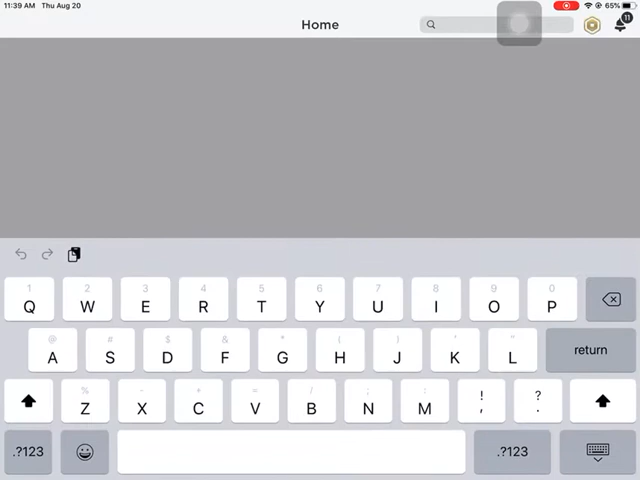 11:39 AM Thu Aug 20 65%
Home
11
1 2 3 4 5 6 7 8 9 0
Q W E R T Y U I O P
@ # $ & * ( ) ' "
A S D F G H J K L return
% - + = / ; : ! ?
Z X C V B N M , .
.?123 .?123